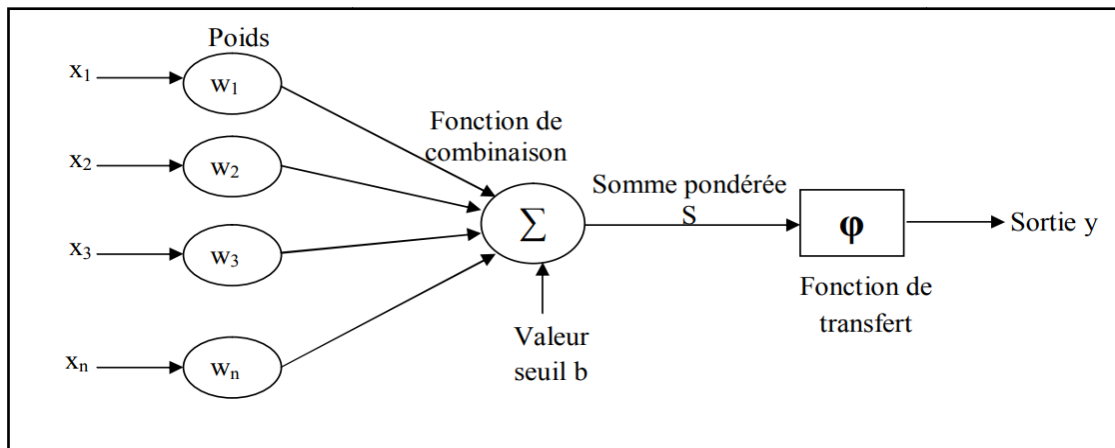 Poids
x1
w1
x2
w2
x3
w3
xn
wn
Fonction de
combinaison
∑
Valeur
seuil b
Somme pondérée
S
φ
Fonction de
transfert
Sortie y